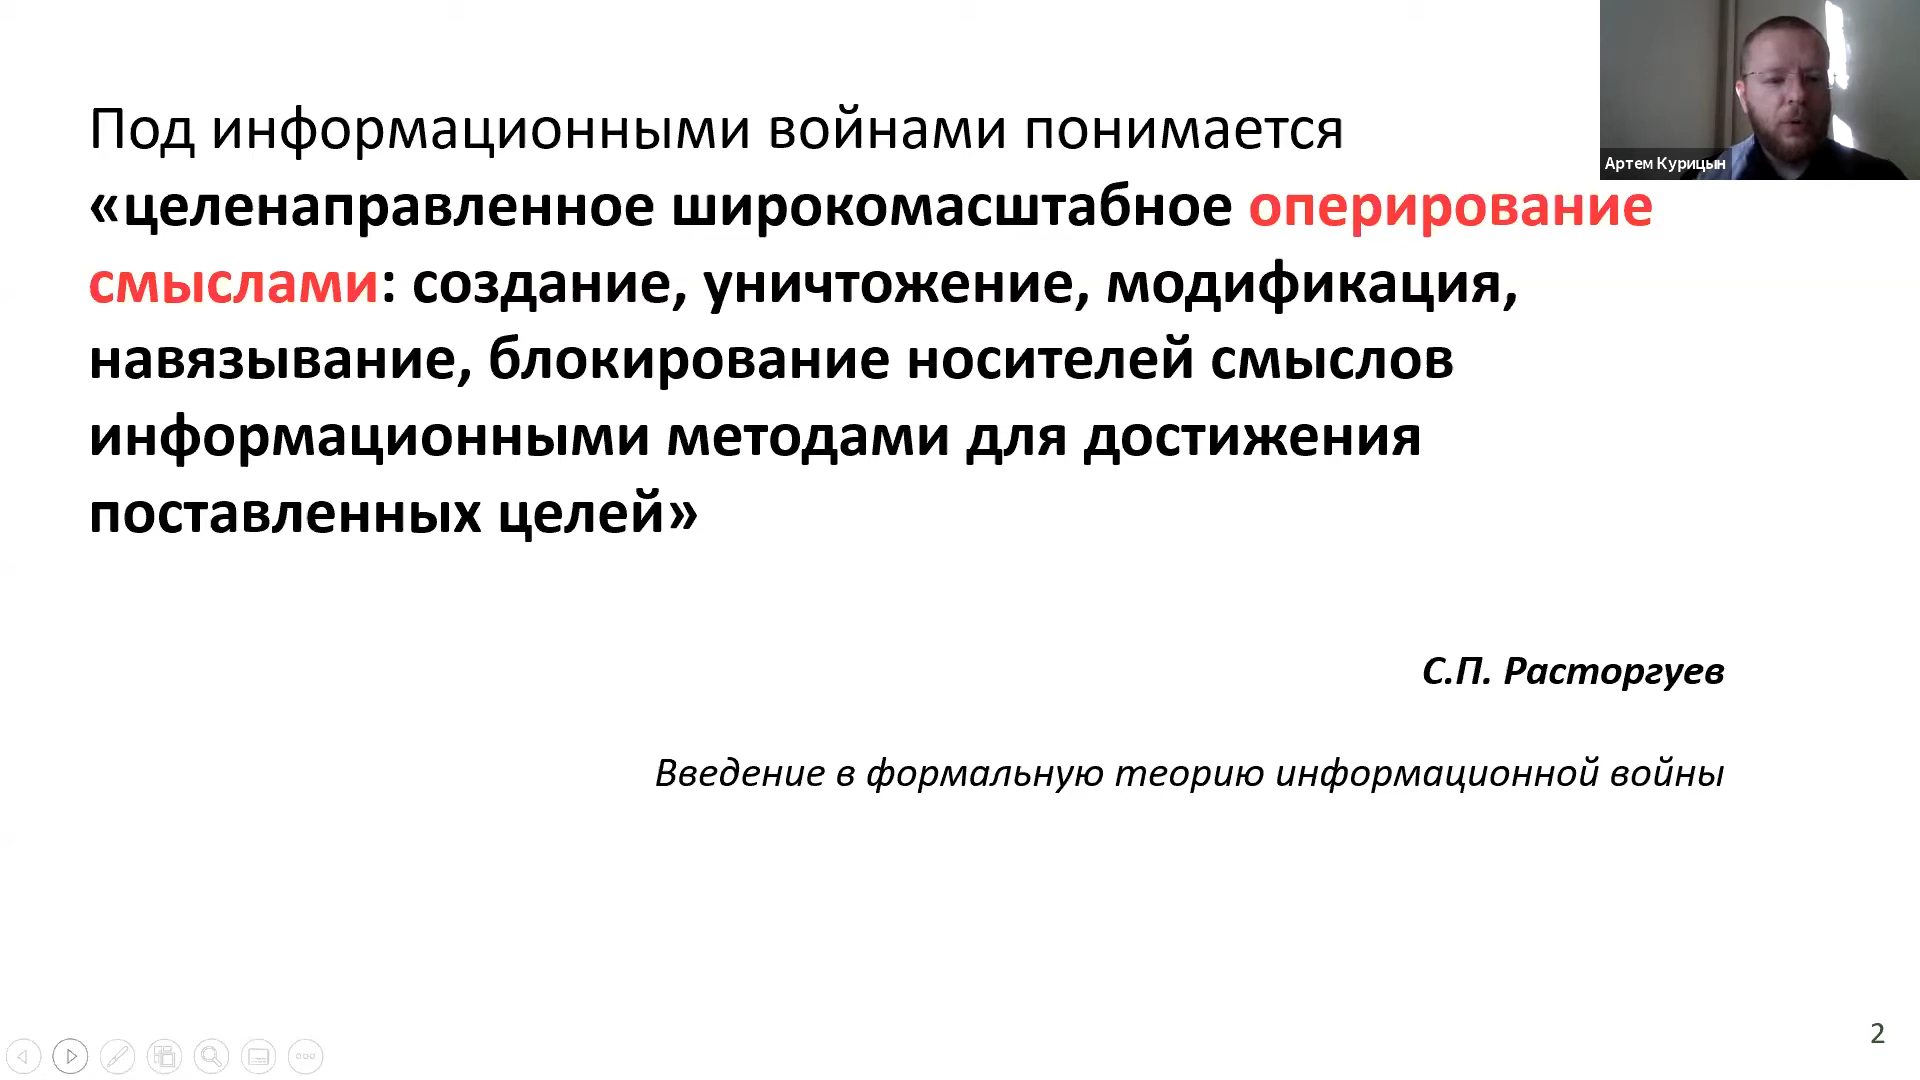 Под информационными войнами понимается
«целенаправленное широкомасштабное оперирование
смыслами: создание, уничтожение, модификация,
навязывание, блокирование носителей смыслов
информационными методами для достижения
поставленных целей»
С.П. Расторгуев
Введение в формальную теорию информационной войны
Артем Курицын
2